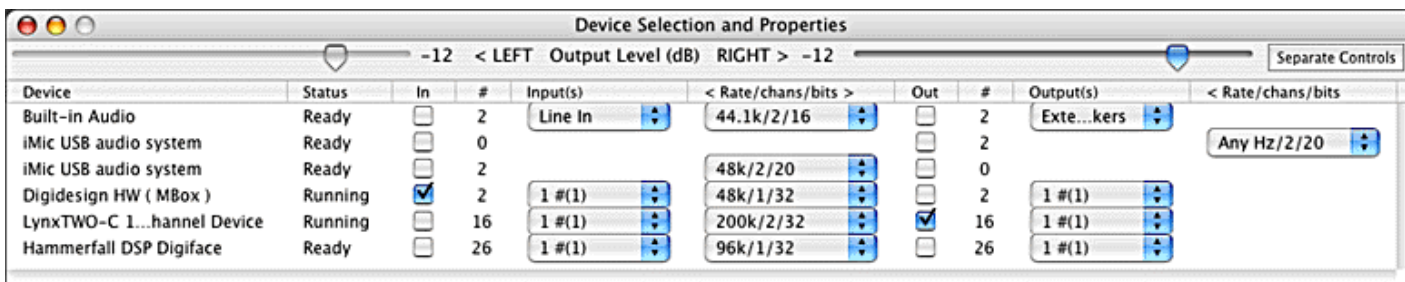 Device Selection and Properties
-12 < LEFT Output Level (dB) RIGHT > -12 Separate Controls
Device Status In # Input(s) < Rate/chans/bits > Out # Output(s) < Rate/chans/bits
Built-in Audio Ready 2 Line In 44.1k/2/16 2 Exte...kers
iMic USB audio system Ready 0 2 Any Hz/2/20
iMic USB audio system Ready 2 48k/2/20 0
Digidesign HW ( MBox ) Running 2 1 #(1) 48k/1/32 2 1 #(1)
LynxTWO-C 1...hannel Device Running 16 1 #(1) 200k/2/32 16 1 #(1)
Hammerfall DSP Digiface Ready 26 1 #(1) 96k/1/32 26 1 #(1)